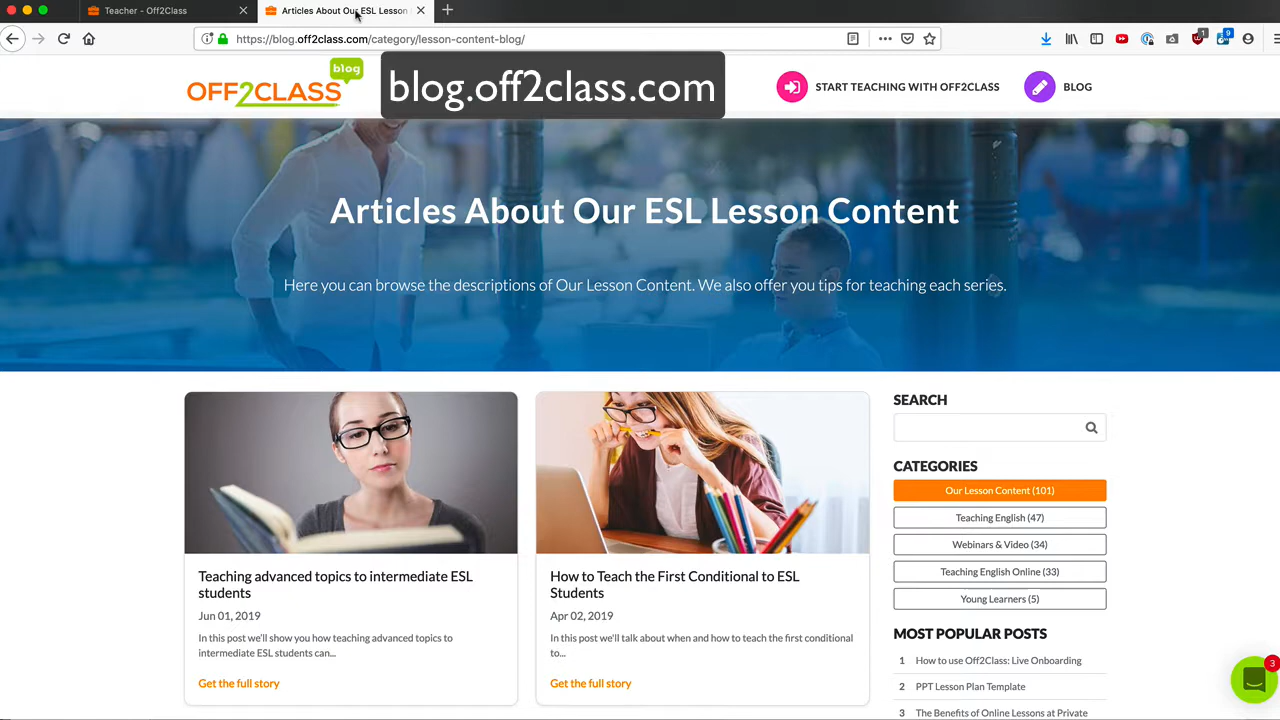 Teacher - Off2Class
Articles About Our ESL Lesson
https://blog.off2class.com/category/lesson-content-blog/
1
9
blog
OFF2CLASS
blog.off2class.com
START TEACHING WITH OFF2CLASS
BLOG
Articles About Our ESL Lesson Content
Here you can browse the descriptions of Our Lesson Content. We also offer you tips for teaching each series.
Teaching advanced topics to intermediate ESL
students
Jun 01, 2019
In this post we'll show you how teaching advanced topics to
intermediate ESL students can...
Get the full story
How to Teach the First Conditional to ESL
Students
Apr 02, 2019
In this post we'll talk about when and how to teach the first conditional
to...
Get the full story
SEARCH
CATEGORIES
Our Lesson Content (101)
Teaching English (47)
Webinars & Video (34)
Teaching English Online (33)
Young Learners (5)
MOST POPULAR POSTS
1 How to use Off2Class: Live Onboarding
2 PPT Lesson Plan Template
3 The Benefits of Online Lessons at Private
3